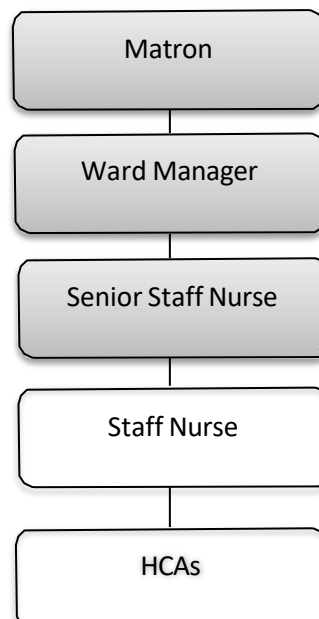 Matron
Ward Manager
Senior Staff Nurse
Staff Nurse
HCAs